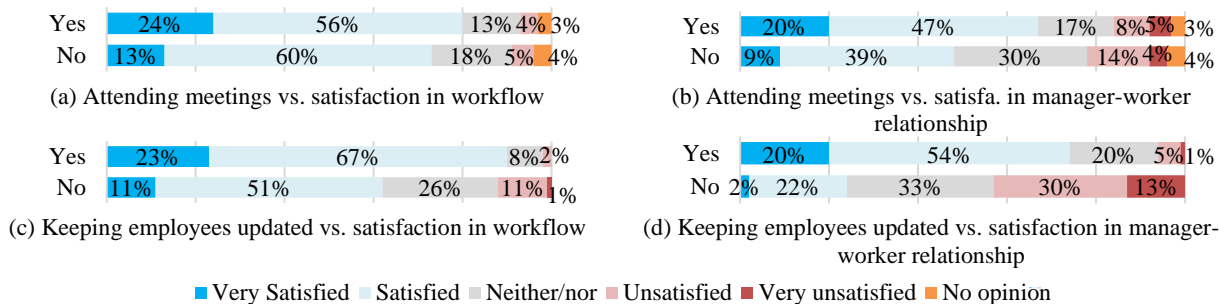 Yes 24% 56% 13% 4% 3%
No 13% 60% 18% 5% 4%
(a) Attending meetings vs. satisfaction in workflow
Yes 20% 47% 17% 8% 5% 3%
No 9% 39% 30% 14% 4% 4%
(b) Attending meetings vs. satisfa. in manager-worker
relationship
Yes 23% 67% 8% 2%
No 11% 51% 26% 11% 1%
(c) Keeping employees updated vs. satisfaction in workflow
Yes 20% 54% 20% 5% 1%
No 2% 22% 33% 30% 13%
(d) Keeping employees updated vs. satisfaction in manager-
worker relationship
Very Satisfied Satisfied Neither/nor Unsatisfied Very unsatisfied No opinion